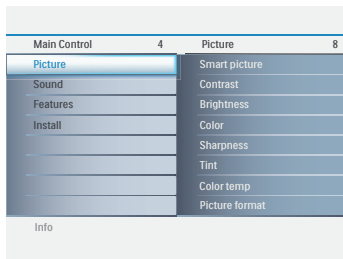 Main Control 4 Picture 8
Picture Smart picture
Sound Contrast
Features Brightness
Install Color
Sharpness
Tint
Color temp
Picture format
Info